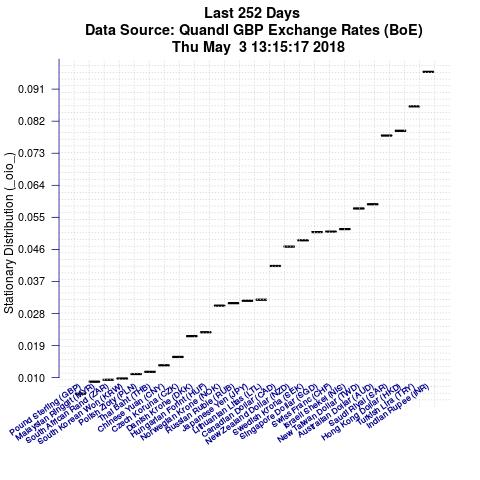 Last 252 Days
Data Source: Quandl GBP Exchange Rates (BoE)
Thu May  3 13:15:17 2018
Stationary Distribution (_oio_)
0.091
0.082
0.073
0.064
0.055
0.046
0.037
0.028
0.019
0.010
Pound Sterling (GBP)
Malaysian Ringgit (MYR)
South African Rand (ZAR)
South Korean Won (KRW)
Polish Zloty (PLN)
Thai Baht (THB)
Chinese Yuan (CNY)
Czech Koruna (CZK)
Danish Krone (DKK)
Hungarian Forint (HUF)
Norwegian Krone (NOK)
Russian Ruble (RUB)
Japanese Yen (JPY)
Lithuanian Litas (LTL)
Canadian Dollar (CAD)
New Zealand Dollar (NZD)
Swedish Krona (SEK)
Singapore Dollar (SGD)
Swiss Franc (CHF)
Israeli Shekel (NIS)
New Taiwan Dollar (TWD)
Australian Dollar (AUD)
Saudi Riyal (SAR)
Hong Kong Dollar (HKD)
Turkish Lira (TRY)
Indian Rupee (INR)